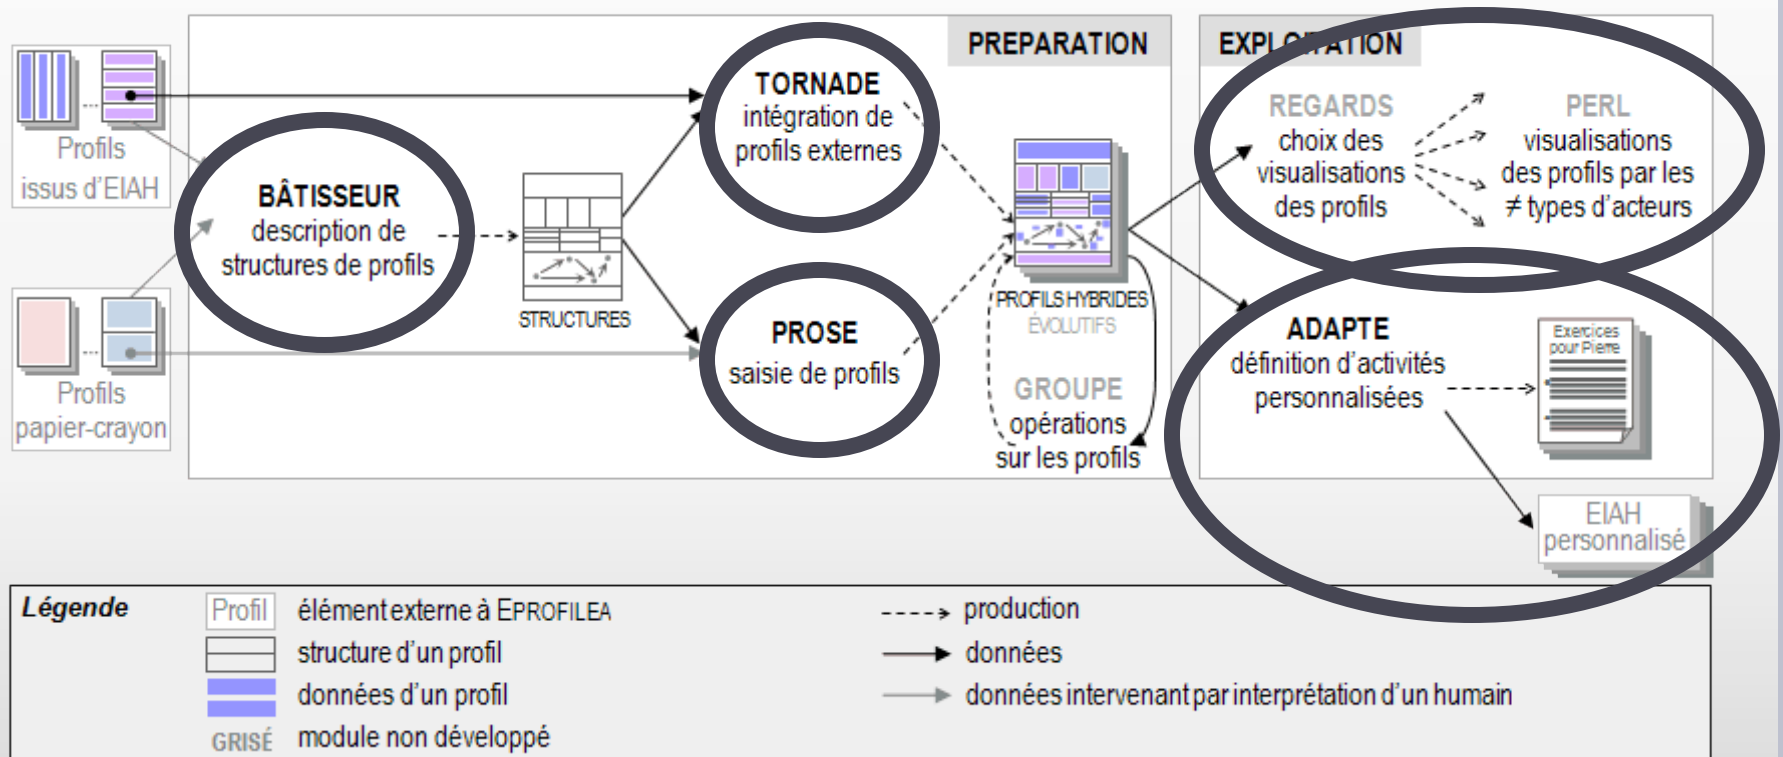 PREPARATION
EXPLOITATION
Profils
issus d'EIAH
Profils
papier-crayon
BÂTISSEUR
description de
structures de profils
STRUCTURES
TORNADE
intégration de
profils externes
PROSE
saisie de profils
PROFILS HYBRIDES
ÉVOLUTIFS
GROUPE
opérations
sur les profils
REGARDS
choix des
visualisations
des profils
PERL
visualisations
des profils par les
≠ types d'acteurs
ADAPTE
définition d'activités
personnalisées
Exercices
pour Pierre
EIAH
personnalisé
Légende
Profil
élément externe à EPROFILEA
structure d'un profil
données d'un profil
GRISÉ
module non développé
production
données
données intervenant par interprétation d'un humain